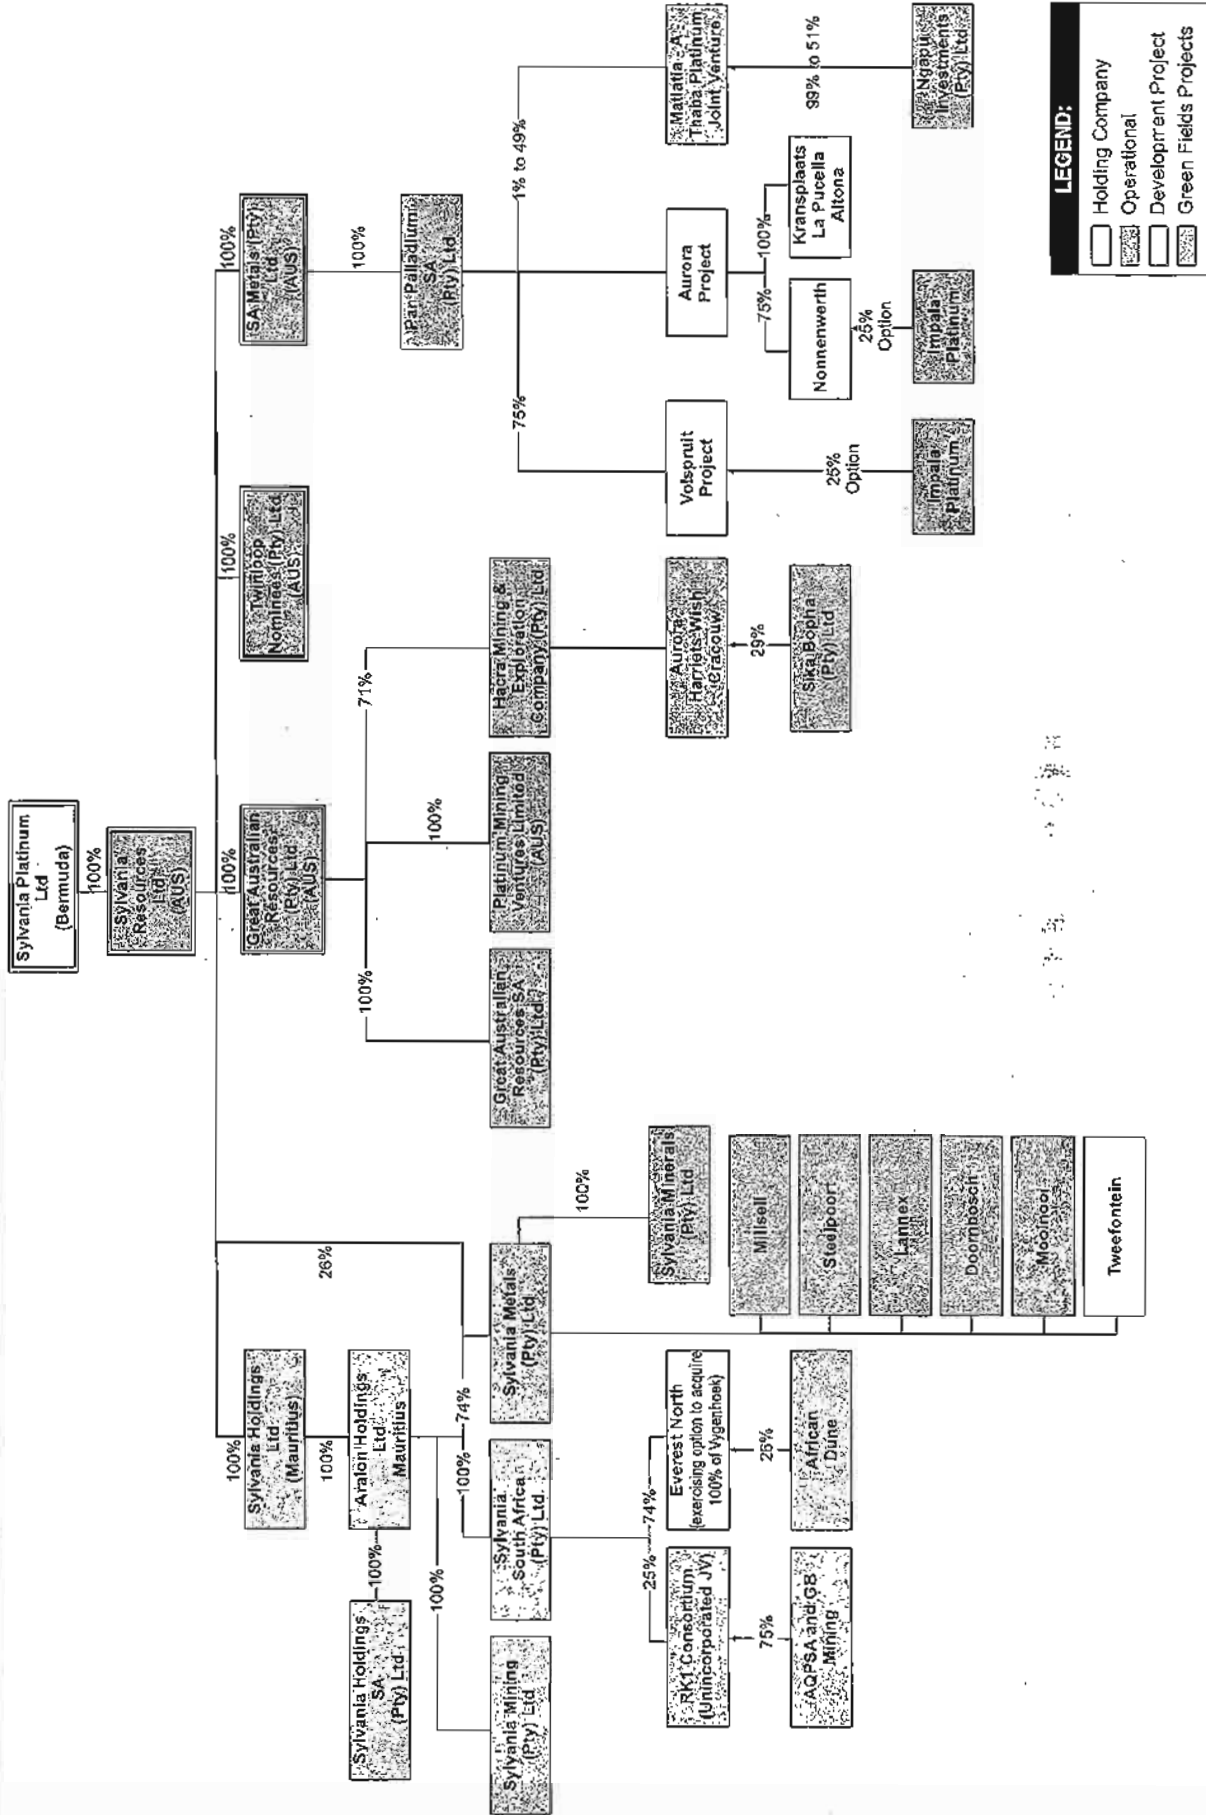 Sylvania Platinum
Ltd
(Bermuda)
100%
Sylvania
Resources
Ltd
(AUS)
100%
Sylvania Holdings
Ltd
(Mauritius)
100%
Great Australian
Resources
(Pty) Ltd
(AUS)
100%
Twinloop
Nominees (Pty) Ltd
(AUS)
100%
SA Metals (Pty)
Ltd
(AUS)
100%
Sylvania Holdings
SA
(Pty) Ltd
100%
Aralon Holdings
Ltd
Mauritius
26%
100%
Pan Palladium
SA
(Pty) Ltd
100%
100%
74%
100%
100%
71%
75%
1% to 49%
Sylvania Mining
(Pty) Ltd
Sylvania
South Africa
(Pty) Ltd.
Sylvania Metals
(Pty) Ltd
Great Australian
Resources SA
(Pty) Ltd
Platinum Mining
Ventures Limited
(AUS)
Hacra Mining &
Exploration
Company (Pty) Ltd
25%
74%
100%
Sylvania Minerals
(Pty) Ltd
RK1 Consortium
(Unincorporated JV)
Everest North
(exercising option to acquire
100% of Vygenhoek)
Aurora
Harriets Wish
(Cracouw)
Volspruit
Project
Aurora
Project
Matlatla - A
Thaba Platinum
Joint Venture
75%
26%
29%
25%
Option
75%
100%
99% to 51%
AQPSA and GB
Mining
African
Dune
Millsell
Steelpoort
Lannex
Doornbosch
Mooinooi
Tweefontein
Sika Bopha
(Pty) Ltd
Nonnenwerth
Kransplaats
La Pucella
Altona
25%
Option
Impala
Platinum
Impala
Platinum
Ngapu
Investments
(Pty) Ltd
LEGEND:
Holding Company
Operational
Development Project
Green Fields Projects